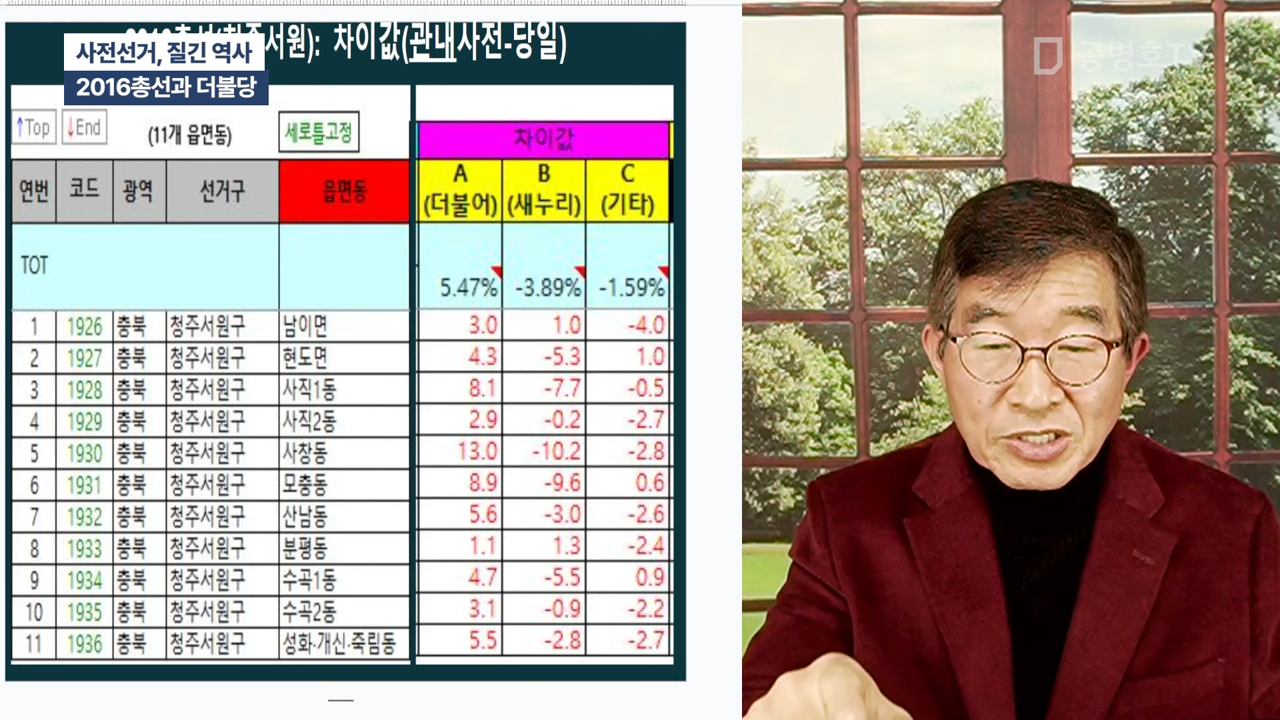 사전선거, 질긴 역사
2016총선과 더불당
서원): 차이값(관내사전-당일)
공병호TV
↑Top ↓End (11개 읍면동) 세로틀고정
차이값
연번 코드 광역 선거구 읍면동 A (더불어) B (새누리) C (기타)
TOT 5.47% -3.89% -1.59%
1 1926 충북 청주서원구 남이면 3.0 1.0 -4.0
2 1927 충북 청주서원구 현도면 4.3 -5.3 1.0
3 1928 충북 청주서원구 사직1동 8.1 -7.7 -0.5
4 1929 충북 청주서원구 사직2동 2.9 -0.2 -2.7
5 1930 충북 청주서원구 사창동 13.0 -10.2 -2.8
6 1931 충북 청주서원구 모충동 8.9 -9.6 0.6
7 1932 충북 청주서원구 산남동 5.6 -3.0 -2.6
8 1933 충북 청주서원구 분평동 1.1 1.3 -2.4
9 1934 충북 청주서원구 수곡1동 4.7 -5.5 0.9
10 1935 충북 청주서원구 수곡2동 3.1 -0.9 -2.2
11 1936 충북 청주서원구 성화·개신·죽림동 5.5 -2.8 -2.7